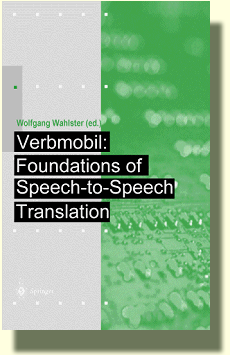 Wolfgang Wahlster (ed.)
Verbmobil:
Foundations of
Speech-to-Speech
Translation
Springer